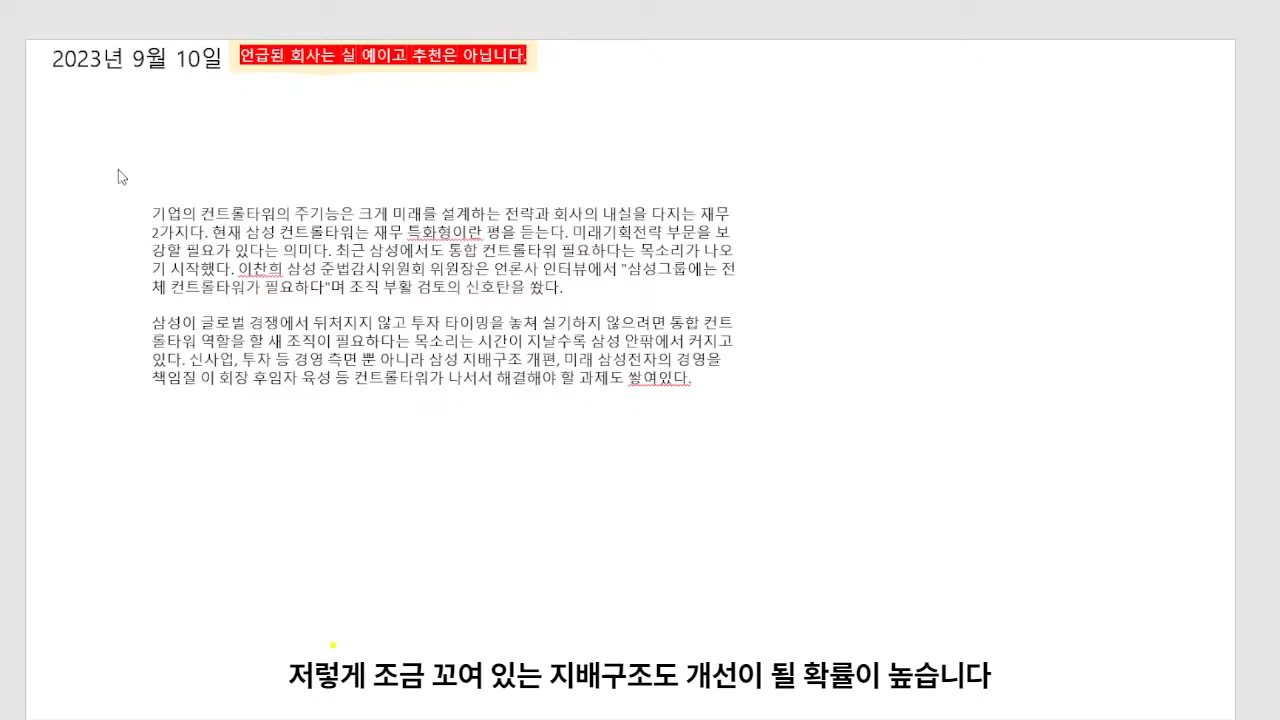 2023년 9월 10일
언급된 회사는 실 예이고 추천은 아닙니다.
기업의 컨트롤타워의 주기능은 크게 미래를 설계하는 전략과 회사의 내실을 다지는 재무
2가지다. 현재 삼성 컨트롤타워는 재무 특화형이란 평을 듣는다. 미래기획전략 부문을 보
강할 필요가 있다는 의미다. 최근 삼성에서도 통합 컨트롤타워 필요하다는 목소리가 나오
기 시작했다. 이찬희 삼성 준법감시위원회 위원장은 언론사 인터뷰에서 "삼성그룹에는 전
체 컨트롤타워가 필요하다"며 조직 부활 검토의 신호탄을 쐈다.
삼성이 글로벌 경쟁에서 뒤처지지 않고 투자 타이밍을 놓쳐 실기하지 않으려면 통합 컨트
롤타워 역할을 할 새 조직이 필요하다는 목소리는 시간이 지날수록 삼성 안팎에서 커지고
있다. 신사업, 투자 등 경영 측면 뿐 아니라 삼성 지배구조 개편, 미래 삼성전자의 경영을
책임질 이 회장 후임자 육성 등 컨트롤타워가 나서서 해결해야 할 과제도 쌓여있다.
저렇게 조금 꼬여 있는 지배구조도 개선이 될 확률이 높습니다